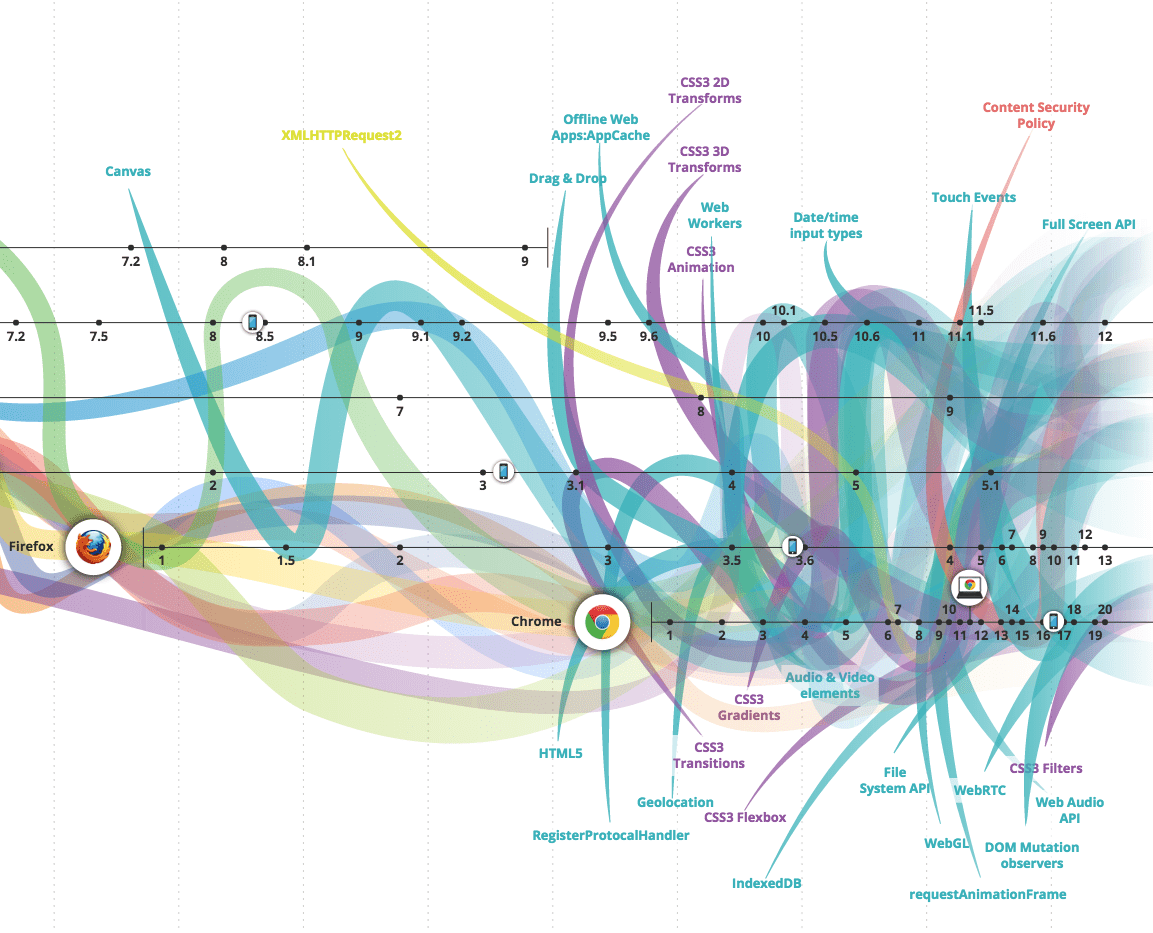 CSS3 2D
Transforms
Content Security
Policy
Offline Web
Apps:AppCache
XMLHTTPRequest2
CSS3 3D
Transforms
Canvas
Drag & Drop
Touch Events
Web
Workers
Date/time
input types
Full Screen API
CSS3
Animation
7.2 8 8.1 9
10.1 11.5
7.2 7.5 8 8.5 9 9.1 9.2 9.5 9.6 10 10.5 10.6 11 11.1 11.6 12
7 8 9
2 3 3.1 4 5 5.1
7 9 12
Firefox
1 1.5 2 3 3.5 3.6 4 5 6 8 10 11 13
7 10 14 18 20
Chrome
1 2 3 4 5 6 8 9 11 12 13 15 16 17 19
Audio & Video
elements
CSS3
Gradients
HTML5
CSS3
Transitions
CSS3 Filters
File
System API
WebRTC
Geolocation
Web Audio
API
CSS3 Flexbox
RegisterProtocalHandler
WebGL
DOM Mutation
observers
IndexedDB
requestAnimationFrame